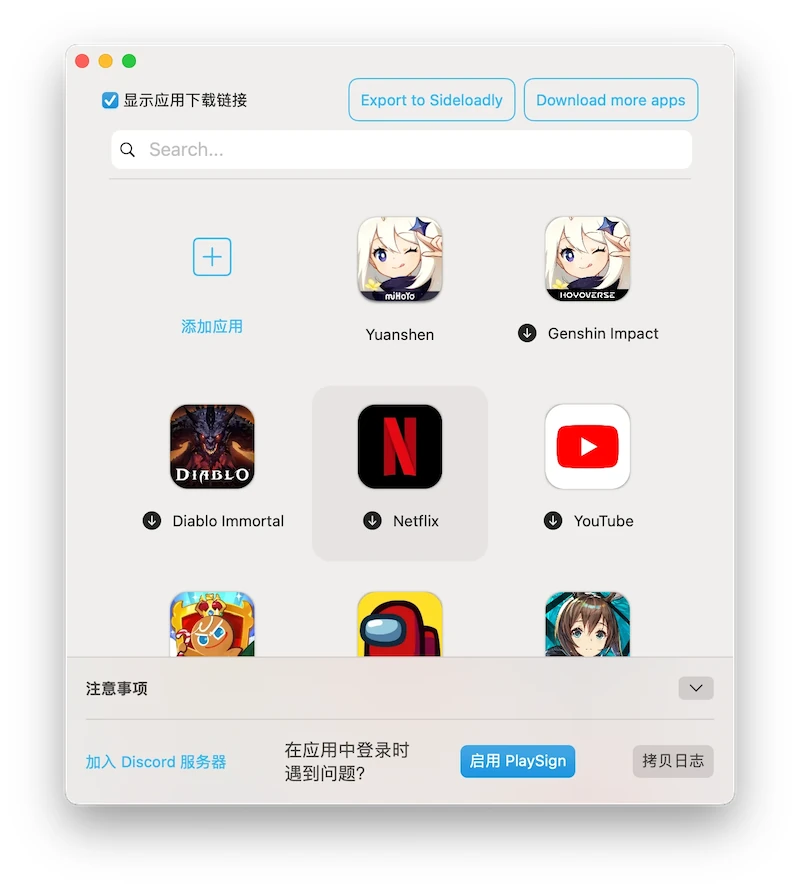 显示应用下载链接
Export to Sideloadly
Download more apps
Search...
添加应用
miHoYo
Yuanshen
HOYOVERSE
Genshin Impact
DIABLO
Diablo Immortal
N
Netflix
YouTube
注意事项
加入 Discord 服务器
在应用中登录时
遇到问题?
启用 PlaySign
拷贝日志